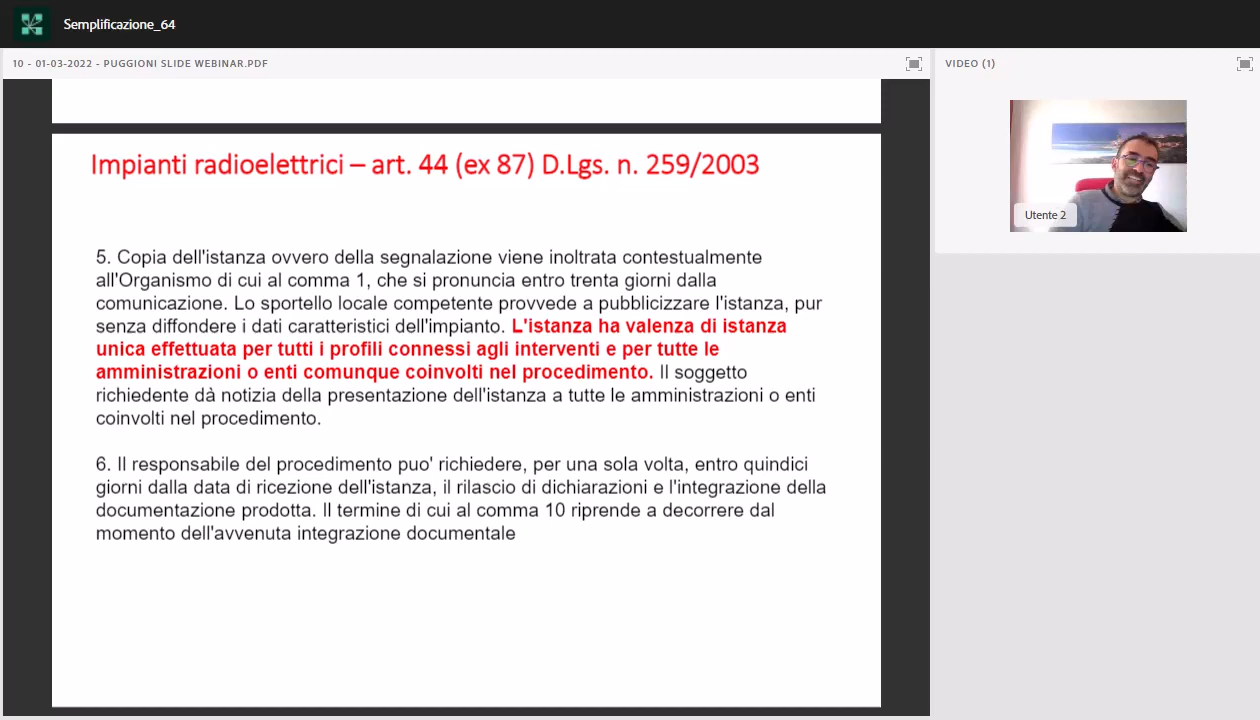 Semplificazione_64
10 - 01-03-2022 - PUGGIONI SLIDE WEBINAR.PDF
VIDEO (1)
Impianti radioelettrici – art. 44 (ex 87) D.Lgs. n. 259/2003
5. Copia dell'istanza ovvero della segnalazione viene inoltrata contestualmente
all'Organismo di cui al comma 1, che si pronuncia entro trenta giorni dalla
comunicazione. Lo sportello locale competente provvede a pubblicizzare l'istanza, pur
senza diffondere i dati caratteristici dell'impianto. L'istanza ha valenza di istanza
unica effettuata per tutti i profili connessi agli interventi e per tutte le
amministrazioni o enti comunque coinvolti nel procedimento. Il soggetto
richiedente dà notizia della presentazione dell'istanza a tutte le amministrazioni o enti
coinvolti nel procedimento.
6. Il responsabile del procedimento puo' richiedere, per una sola volta, entro quindici
giorni dalla data di ricezione dell'istanza, il rilascio di dichiarazioni e l'integrazione della
documentazione prodotta. Il termine di cui al comma 10 riprende a decorrere dal
momento dell'avvenuta integrazione documentale
Utente 2